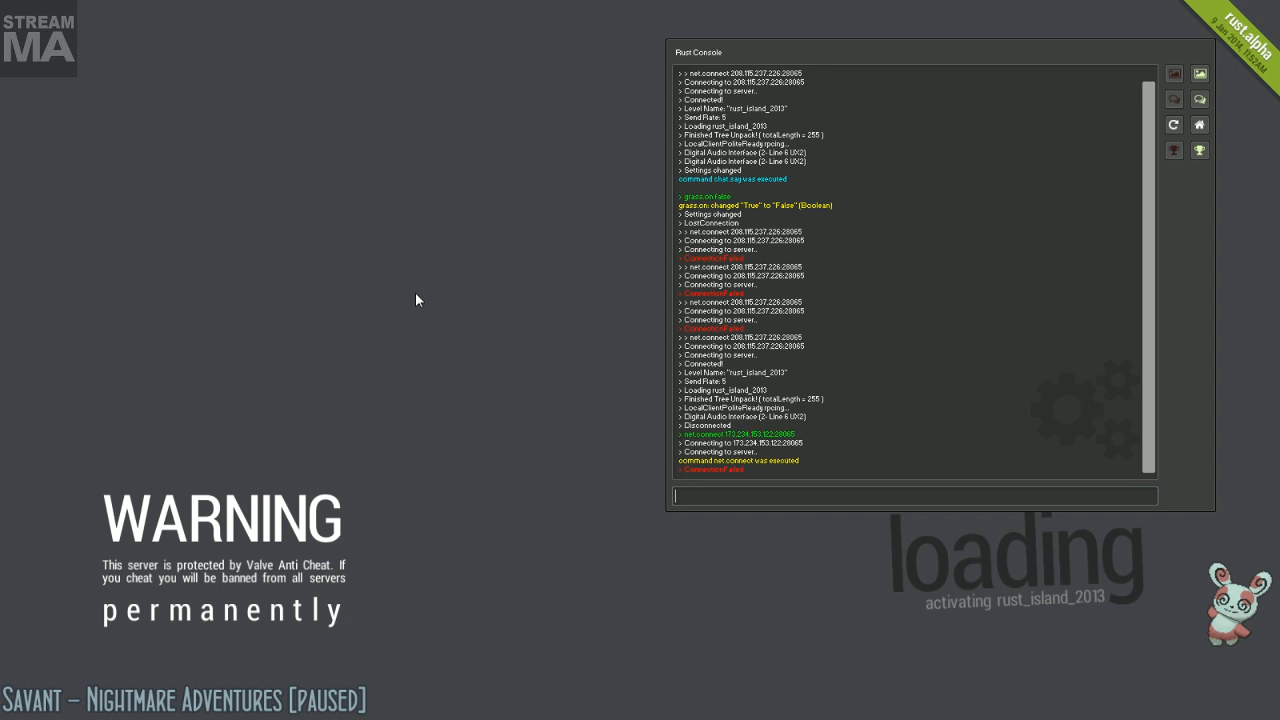 STREAM
MA
rust.alpha
9 Jan 2014 11:52AM
Rust Console
> > net.connect 208.115.237.226:28065
> Connecting to 208.115.237.226:28065
> Connecting to server..
> Connected!
> Level Name: "rust_island_2013"
> Send Rate: 5
> Loading rust_island_2013
> Finished Tree Unpack! ( totalLength = 255 )
> LocalClientPoliteReady rpcing...
> Digital Audio Interface (2- Line 6 UX2)
> Digital Audio Interface (2- Line 6 UX2)
> Settings changed
command chat.say was executed
> grass.on false
grass.on: changed "True" to "False" (Boolean)
> Settings changed
> LostConnection
> > net.connect 208.115.237.226:28065
> Connecting to 208.115.237.226:28065
> Connecting to server..
> ConnectionFailed
> > net.connect 208.115.237.226:28065
> Connecting to 208.115.237.226:28065
> Connecting to server..
> ConnectionFailed
> > net.connect 208.115.237.226:28065
> Connecting to 208.115.237.226:28065
> Connecting to server..
> ConnectionFailed
> > net.connect 208.115.237.226:28065
> Connecting to 208.115.237.226:28065
> Connecting to server..
> Connected!
> Level Name: "rust_island_2013"
> Send Rate: 5
> Loading rust_island_2013
> Finished Tree Unpack! ( totalLength = 255 )
> LocalClientPoliteReady rpcing...
> Digital Audio Interface (2- Line 6 UX2)
> Disconnected
> net.connect 173.234.153.122:28065
> Connecting to 173.234.153.122:28065
> Connecting to server..
command net.connect was executed
> ConnectionFailed
WARNING
This server is protected by Valve Anti Cheat. If
you cheat you will be banned from all servers
permanently
loading
activating rust_island_2013
SAVANT – NIGHTMARE ADVENTURES [PAUSED]